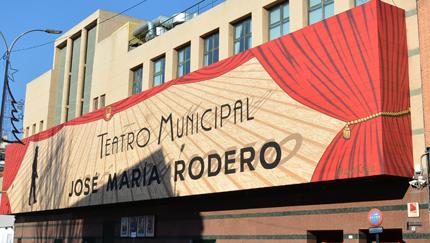 TEATRO MUNICIPAL
JOSÉ MARÍA RODERO